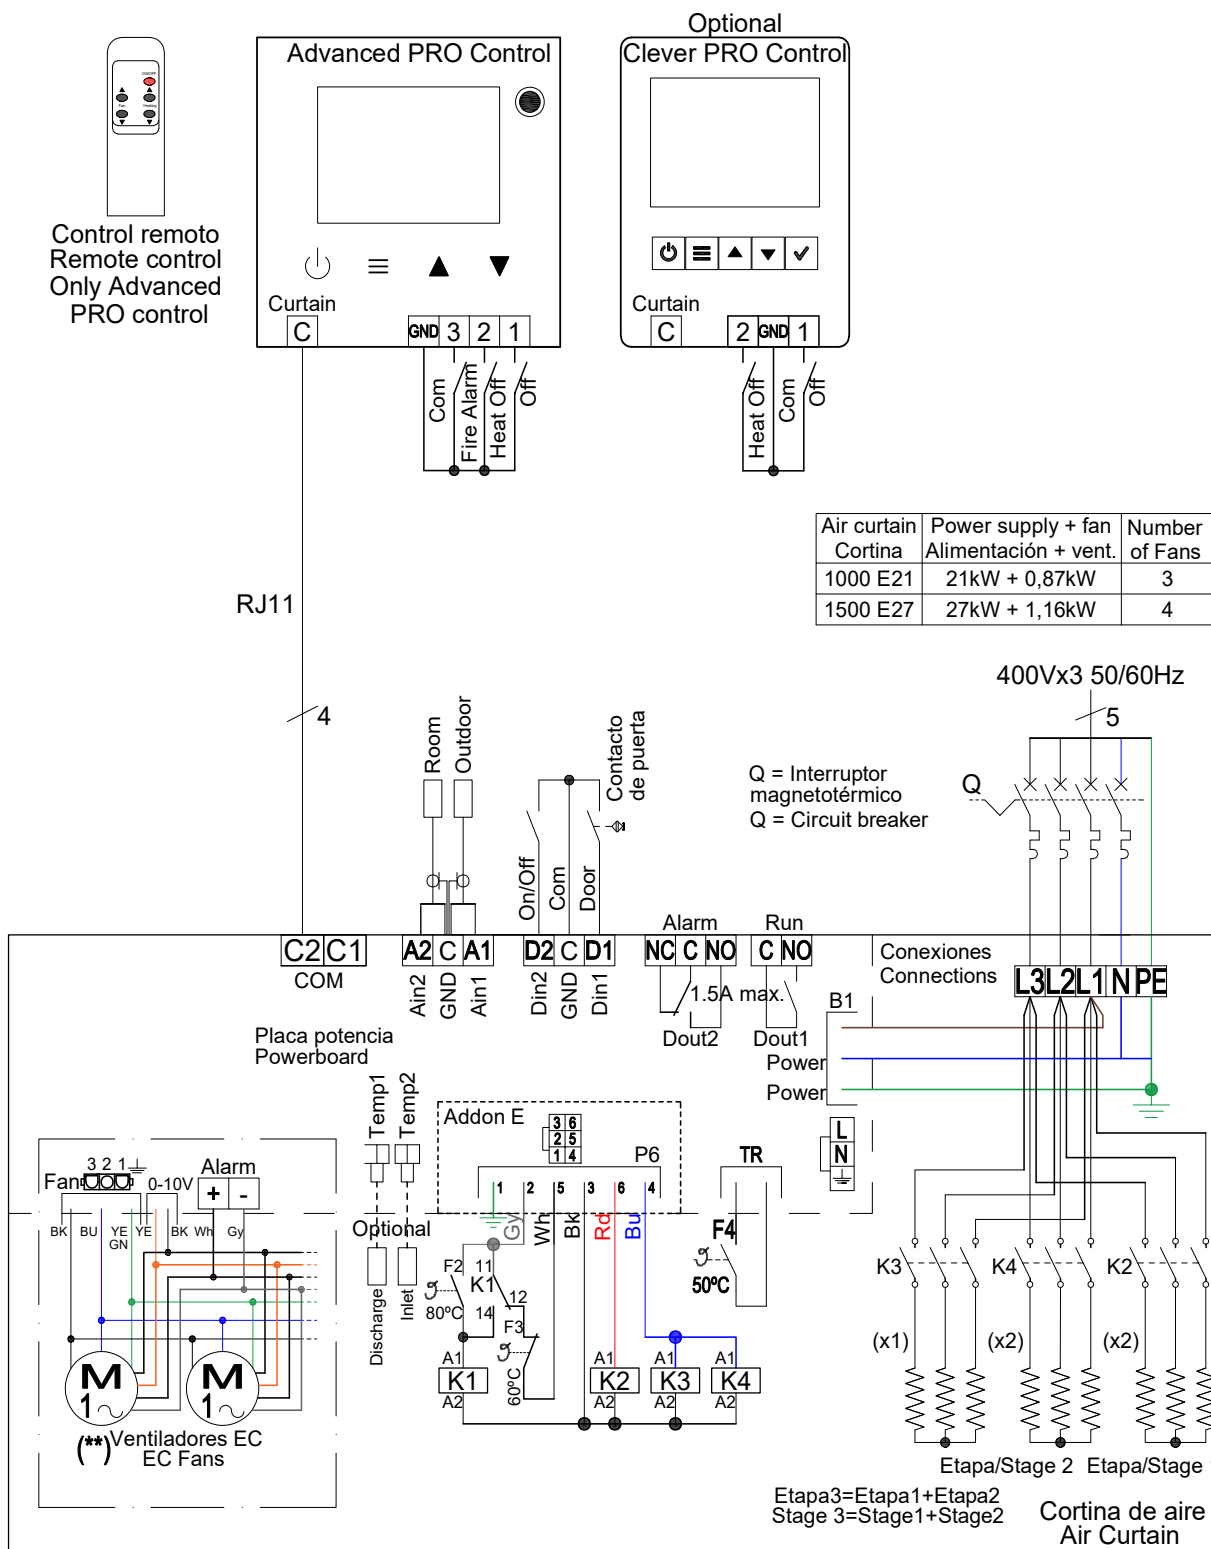 Optional
Advanced PRO Control
Clever PRO Control
ON/OFF
Fan
Heating
Control remoto
Remote control
Only Advanced
PRO control
Curtain
C
GND 3 2 1
Com
Fire Alarm
Heat Off
Off
Curtain
C
2 GND 1
Heat Off
Com
Off
Air curtain Power supply + fan Number
Cortina Alimentación + vent. of Fans
1000 E21 21kW + 0,87kW 3
1500 E27 27kW + 1,16kW 4
RJ11
4
400Vx3 50/60Hz
5
Room
Outdoor
Contacto
de puerta
On/Off
Com
Door
Q = Interruptor
magnetotérmico
Q = Circuit breaker
Q
Alarm
Run
C2 C1
COM
A2 C A1
Ain2
GND
Ain1
D2 C D1
Din2
GND
Din1
NC C NO
C NO
1.5A max.
Dout2
Dout1
Conexiones
Connections
L3 L2 L1 N PE
B1
Power
Power
Placa potencia
Powerboard
Temp1
Temp2
Addon E
3 6
2 5
1 4
P6
1 2 5 3 6 4
TR
L
N
Gy
Wh
Bk
Rd
Bu
F4
50ºC
Fan
3 2 1
0-10V
Alarm
+ -
BK BU YE YE BK Wh Gy
GN
Optional
Discharge
Inlet
F2
80ºC
11
K1
14
12
F3
60ºC
A1 A1 A1 A1
K1 K2 K3 K4
A2 A2 A2 A2
K3 K4 K2
(x1) (x2) (x2)
M
1
M
1
(**)
Ventiladores EC
EC Fans
Etapa/Stage 2 Etapa/Stage
Etapa3=Etapa1+Etapa2
Stage 3=Stage1+Stage2
Cortina de aire
Air Curtain